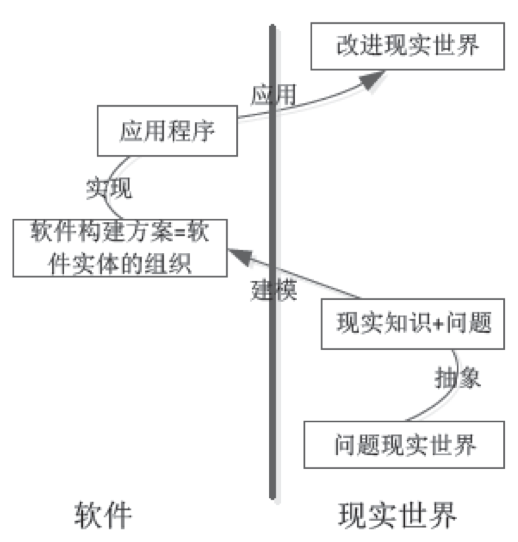 改进现实世界
应用
应用程序
实现
软件构建方案=软
件实体的组织
建模
现实知识+问题
抽象
问题现实世界
软件
现实世界